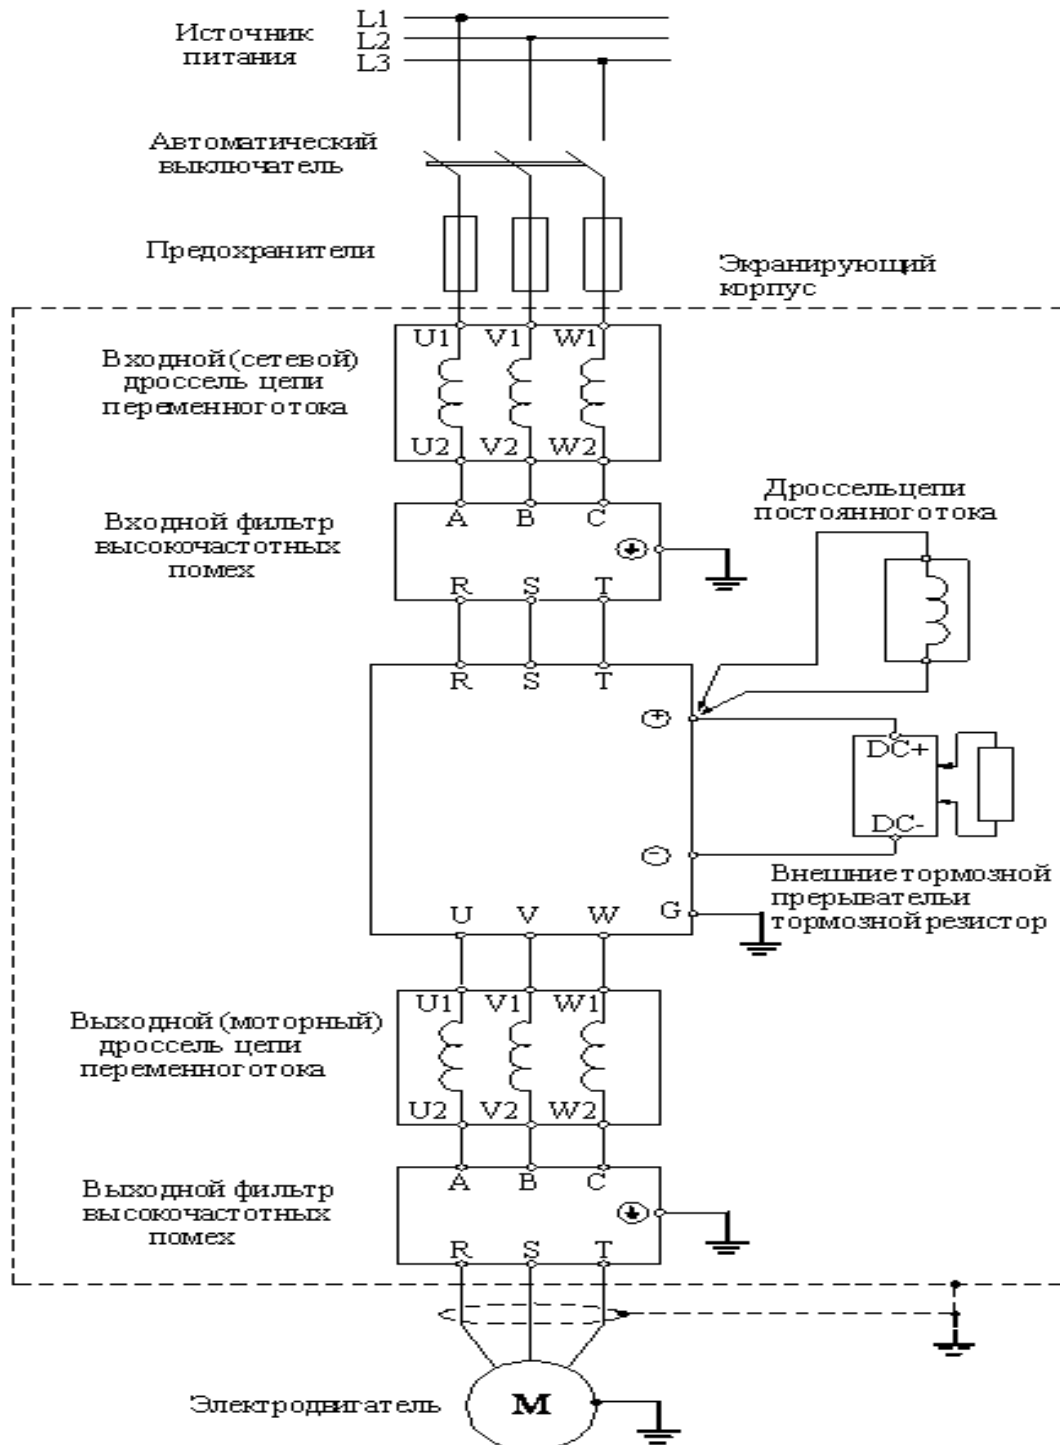 Источник
питания
L1
L2
L3
Автоматический
выключатель
Предохранители
Экранирующий
корпус
Входной (сетевой)
дроссель цепи
переменного тока
U1 V1 W1
U2 V2 W2
Входной фильтр
высокочастотных
помех
A B C
R S T
Дроссель цепи
постоянного тока
R S T
+
−
G
U V W
DC+
DC-
Внешние тормозной
прерыватель и
тормозной резистор
Выходной (моторный)
дроссель цепи
переменного тока
U1 V1 W1
U2 V2 W2
Выходной фильтр
высокочастотных
помех
A B C
R S T
Электродвигатель
M